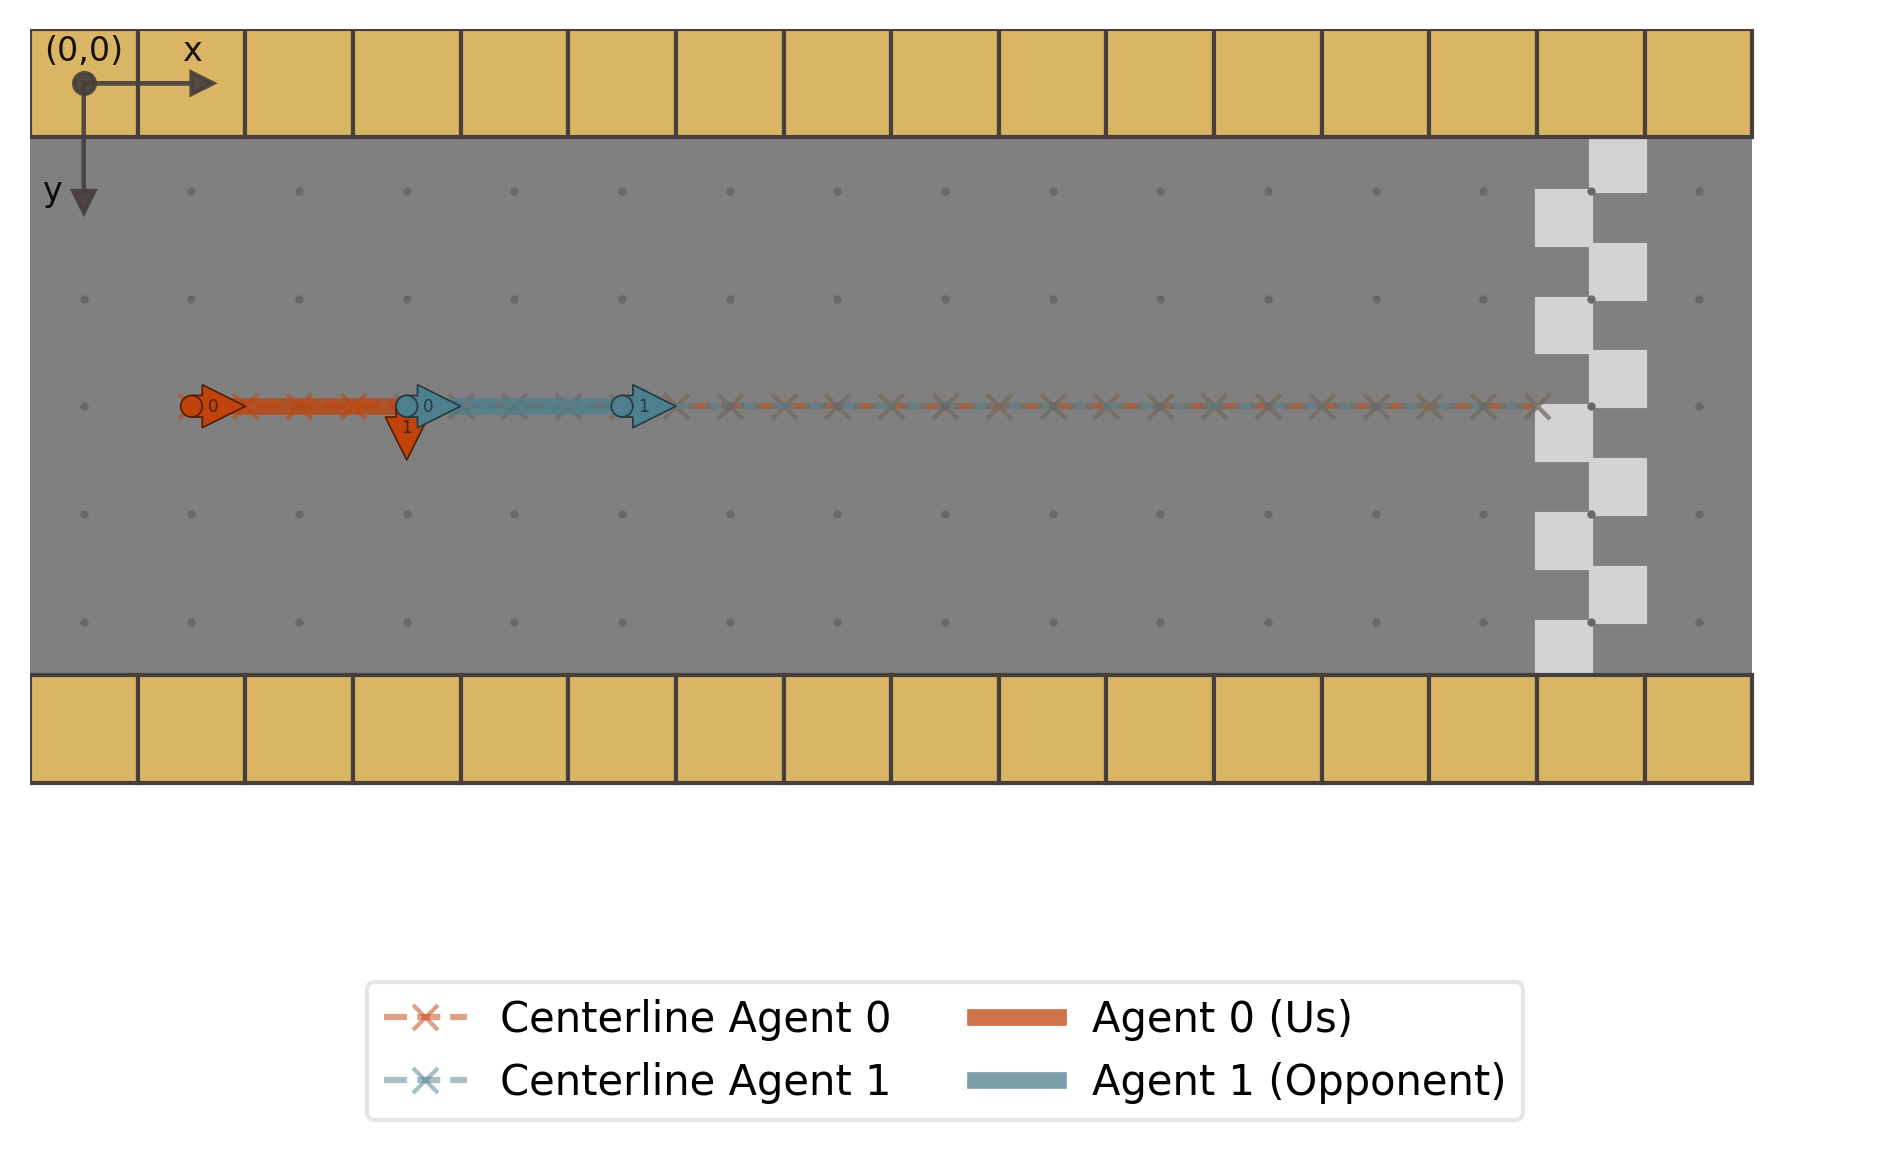 (0,0) x
y
0 1 0 1
Centerline Agent 0
Centerline Agent 1
Agent 0 (Us)
Agent 1 (Opponent)